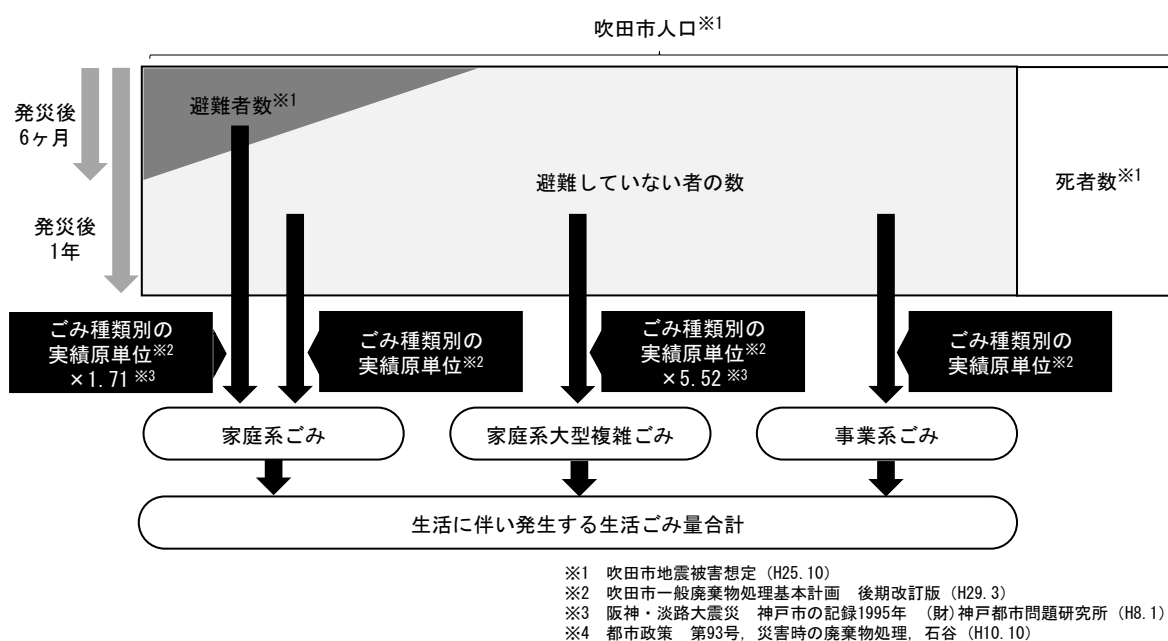 吹田市人口※1
発災後
6ヶ月
発災後
1年
避難者数※1
避難していない者の数
死者数※1
ごみ種類別の
実績原単位※2
×1.71 ※3
ごみ種類別の
実績原単位※2
ごみ種類別の
実績原単位※2
×5.52 ※3
ごみ種類別の
実績原単位※2
家庭系ごみ
家庭系大型複雑ごみ
事業系ごみ
生活に伴い発生する生活ごみ量合計
※1 吹田市地震被害想定（H25.10）
※2 吹田市一般廃棄物処理基本計画 後期改訂版（H29.3）
※3 阪神・淡路大震災 神戸市の記録1995年 （財)神戸都市問題研究所（H8.1）
※4 都市政策 第93号，災害時の廃棄物処理，石谷（H10.10）